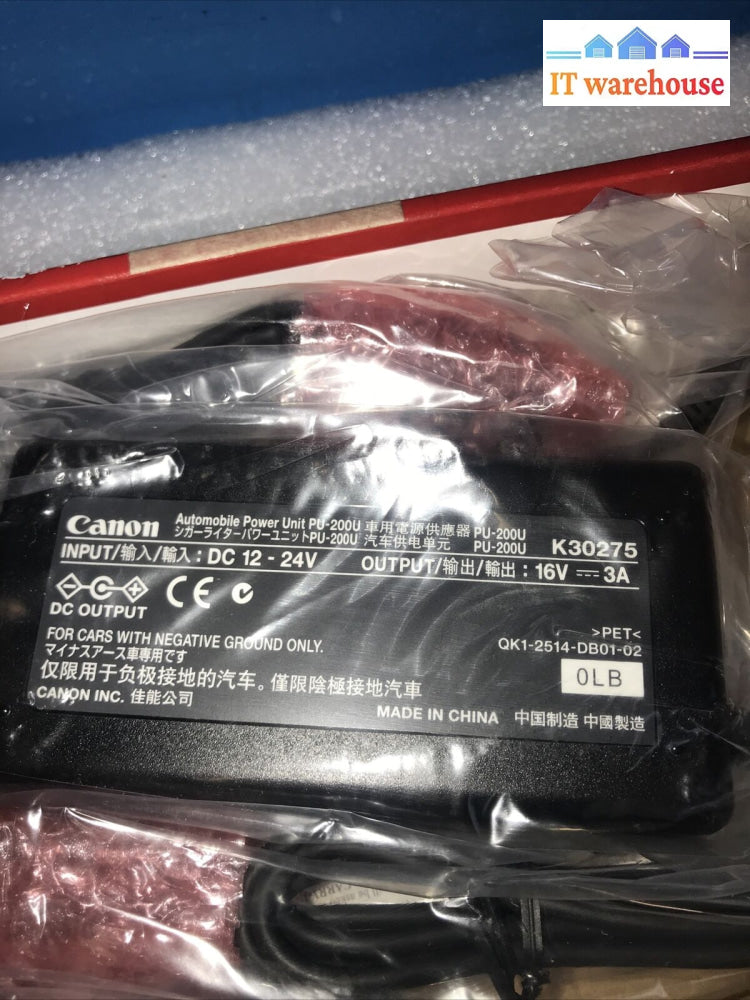 IT warehouse
Canon
Automobile Power Unit PU-200U 車用電源供應器 PU-200U
シガーライターパワーユニットPU-200U 汽车供电单元 PU-200U
K30275
INPUT/输入/輸入 : DC 12 - 24V
OUTPUT/输出/輸出 : 16V ⎓ 3A
DC OUTPUT
CE
FOR CARS WITH NEGATIVE GROUND ONLY.
マイナスアース車専用です
仅限用于负极接地的汽车。僅限陰極接地汽車
CANON INC. 佳能公司
>PET<
QK1-2514-DB01-02
0LB
MADE IN CHINA 中国制造 中國製造